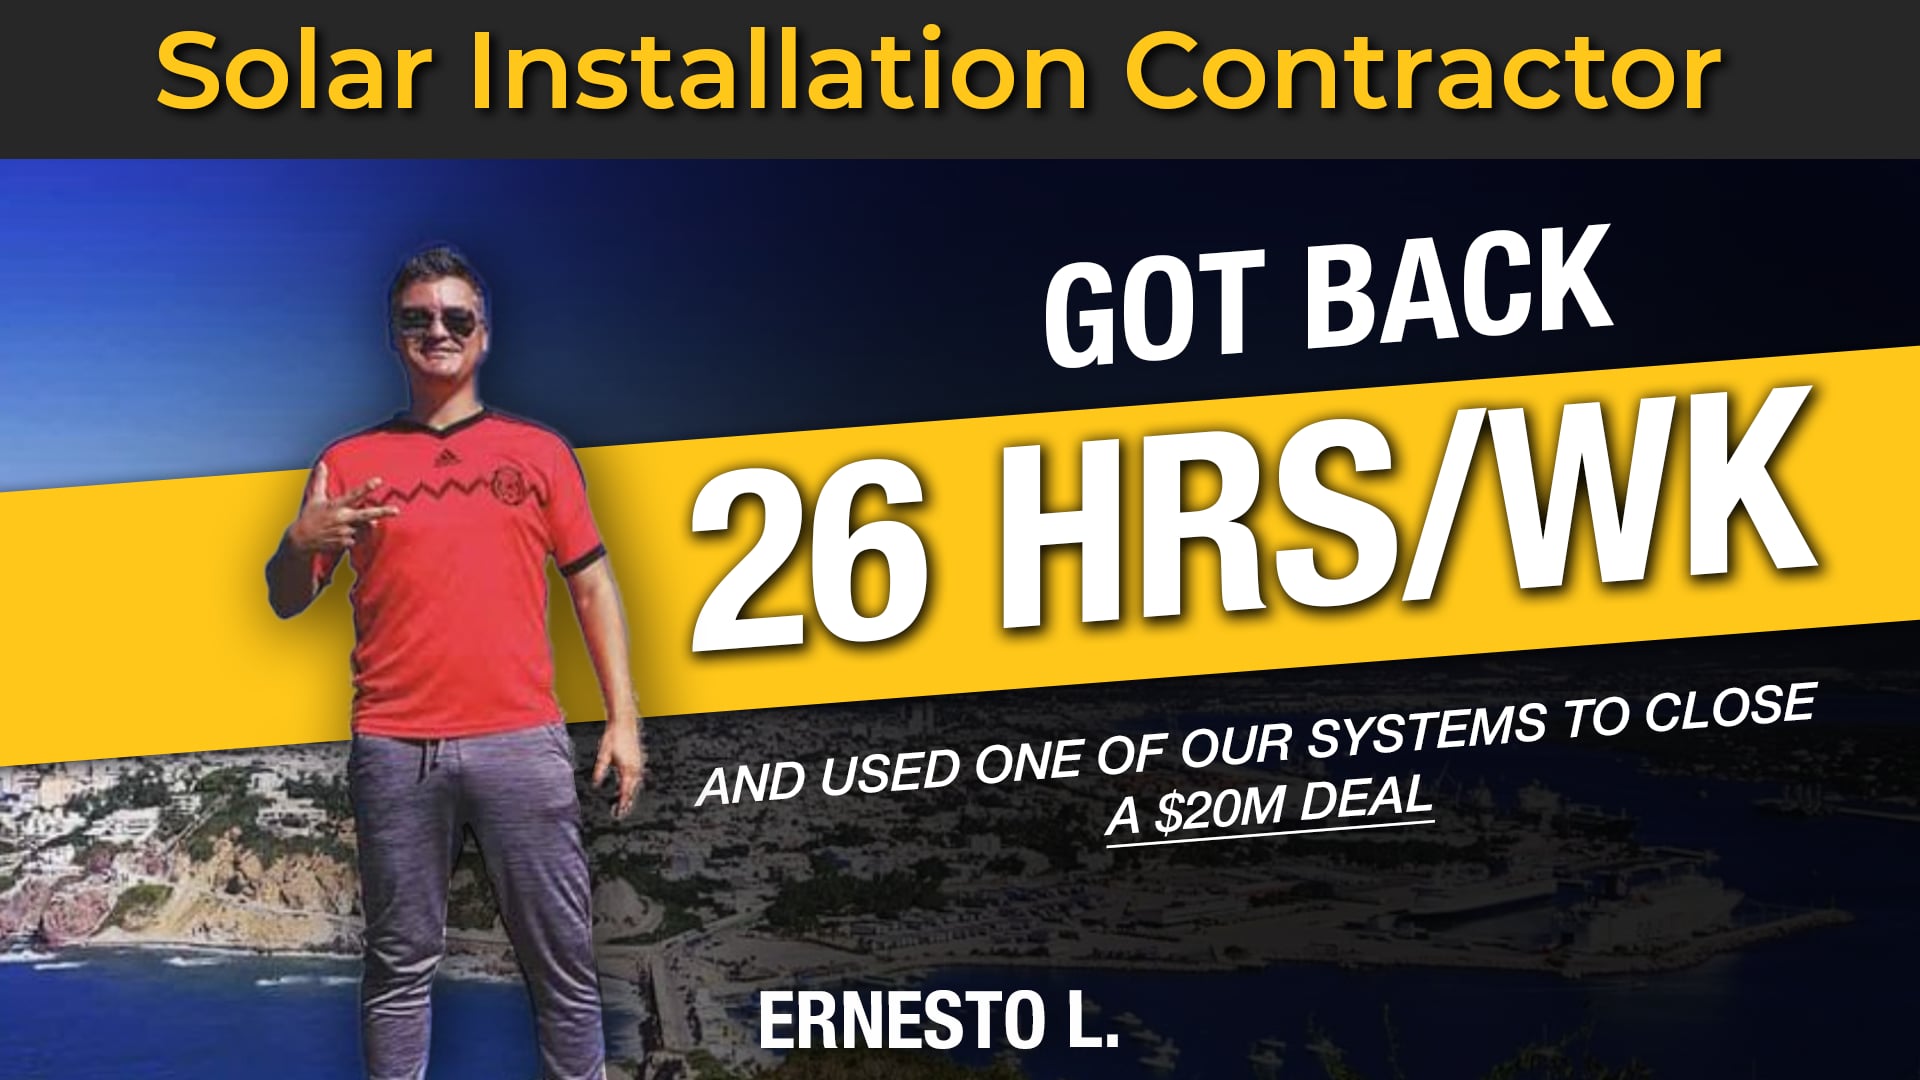 Solar Installation Contractor
GOT BACK
26 HRS/WK
AND USED ONE OF OUR SYSTEMS TO CLOSE
A $20M DEAL
ERNESTO L.